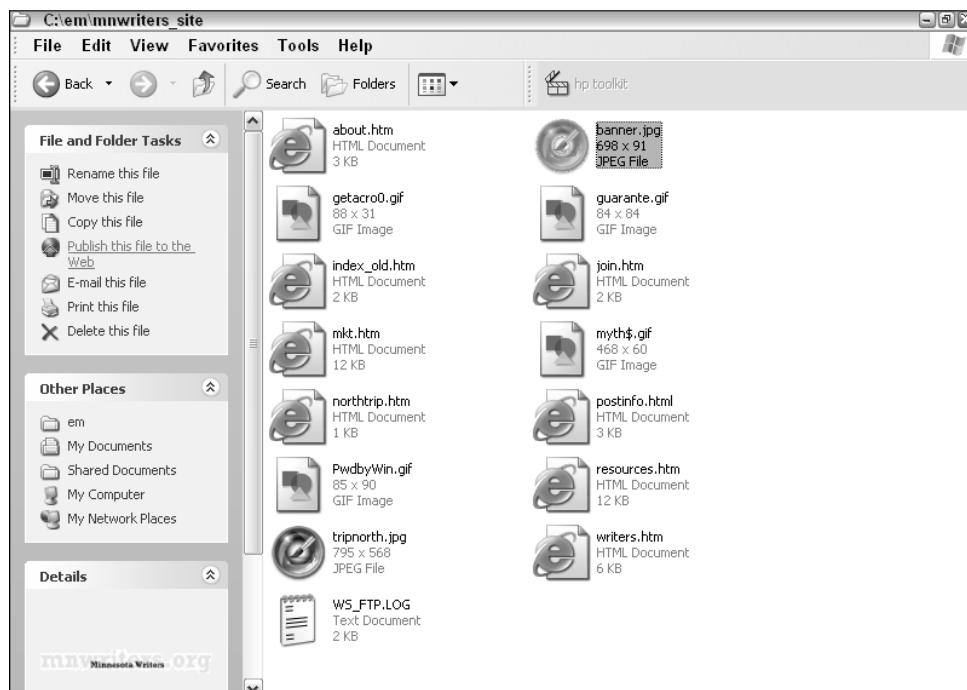 C:\em\mnwriters_site
File Edit View Favorites Tools Help
Back Search Folders hp toolkit
File and Folder Tasks
Rename this file
Move this file
Copy this file
Publish this file to the
Web
E-mail this file
Print this file
Delete this file
Other Places
em
My Documents
Shared Documents
My Computer
My Network Places
Details
mnwriters.org
Minnesota Writers
about.htm
HTML Document
3 KB
banner.jpg
698 x 91
JPEG File
getacro0.gif
88 x 31
GIF Image
guarante.gif
84 x 84
GIF Image
index_old.htm
HTML Document
2 KB
join.htm
HTML Document
2 KB
mkt.htm
HTML Document
12 KB
myth$.gif
468 x 60
GIF Image
northtrip.htm
HTML Document
1 KB
postinfo.html
HTML Document
3 KB
PwdbyWin.gif
85 x 90
GIF Image
resources.htm
HTML Document
12 KB
tripnorth.jpg
795 x 568
JPEG File
writers.htm
HTML Document
6 KB
WS_FTP.LOG
Text Document
2 KB